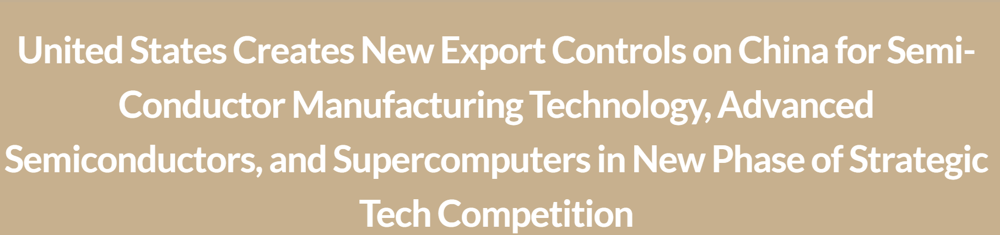 United States Creates New Export Controls on China for Semi-
Conductor Manufacturing Technology, Advanced
Semiconductors, and Supercomputers in New Phase of Strategic
Tech Competition